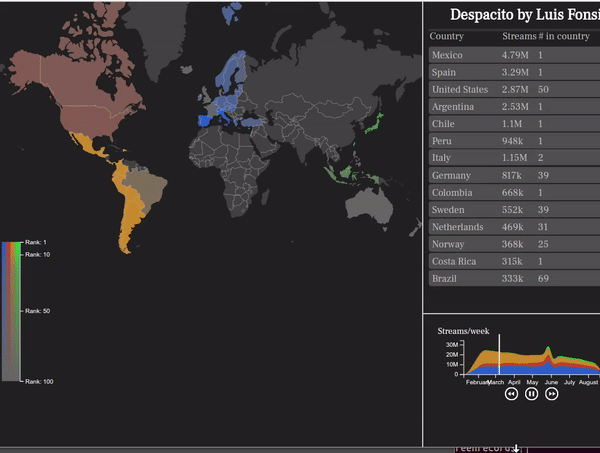 Despacito by Luis Fonsi
Country Streams # in country
Mexico 4.79M 1
Spain 3.29M 1
United States 2.87M 50
Argentina 2.53M 1
Chile 1.1M 1
Peru 948k 1
Italy 1.15M 2
Germany 817k 39
Colombia 668k 1
Sweden 552k 39
Netherlands 469k 31
Norway 368k 25
Costa Rica 315k 1
Brazil 333k 69
Rank: 1
Rank: 10
Rank: 50
Rank: 100
Streams/week
30M
20M
10M
0
February March April May June July August